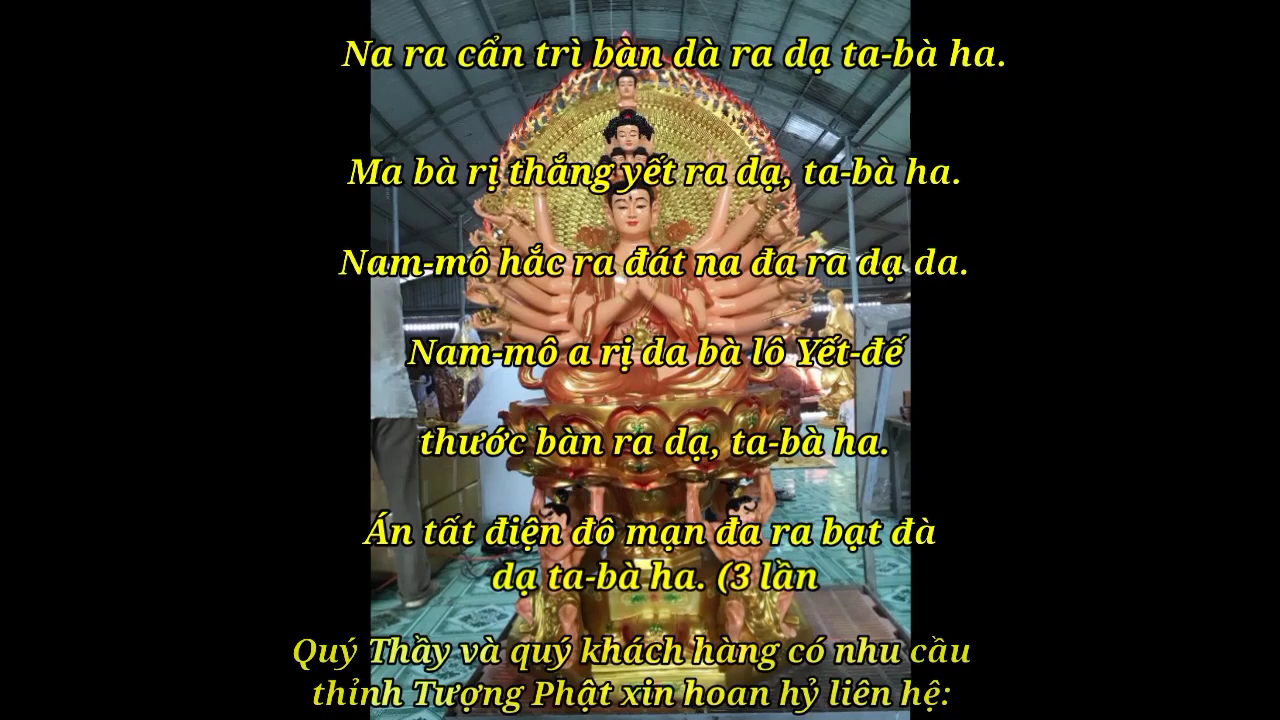 Na ra cẩn trì bàn dà ra dạ ta-bà ha.
Ma bà rị thắng yết ra dạ, ta-bà ha.
Nam-mô hắc ra đát na đa ra dạ da.
Nam-mô a rị da bà lô Yết-đế
thước bàn ra dạ, ta-bà ha.
Án tất điện đô mạn đa ra bạt đà
dạ ta-bà ha. (3 lần
Quý Thầy và quý khách hàng có nhu cầu
thỉnh Tượng Phật xin hoan hỷ liên hệ: